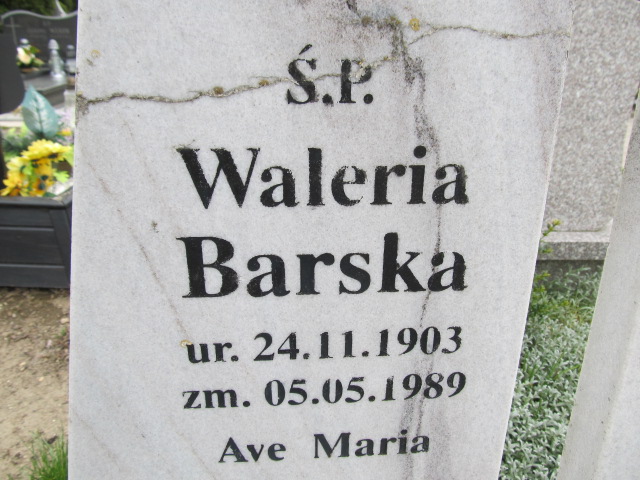 Ś.P.
Waleria
Barska
ur. 24.11.1903
zm. 05.05.1989
Ave Maria